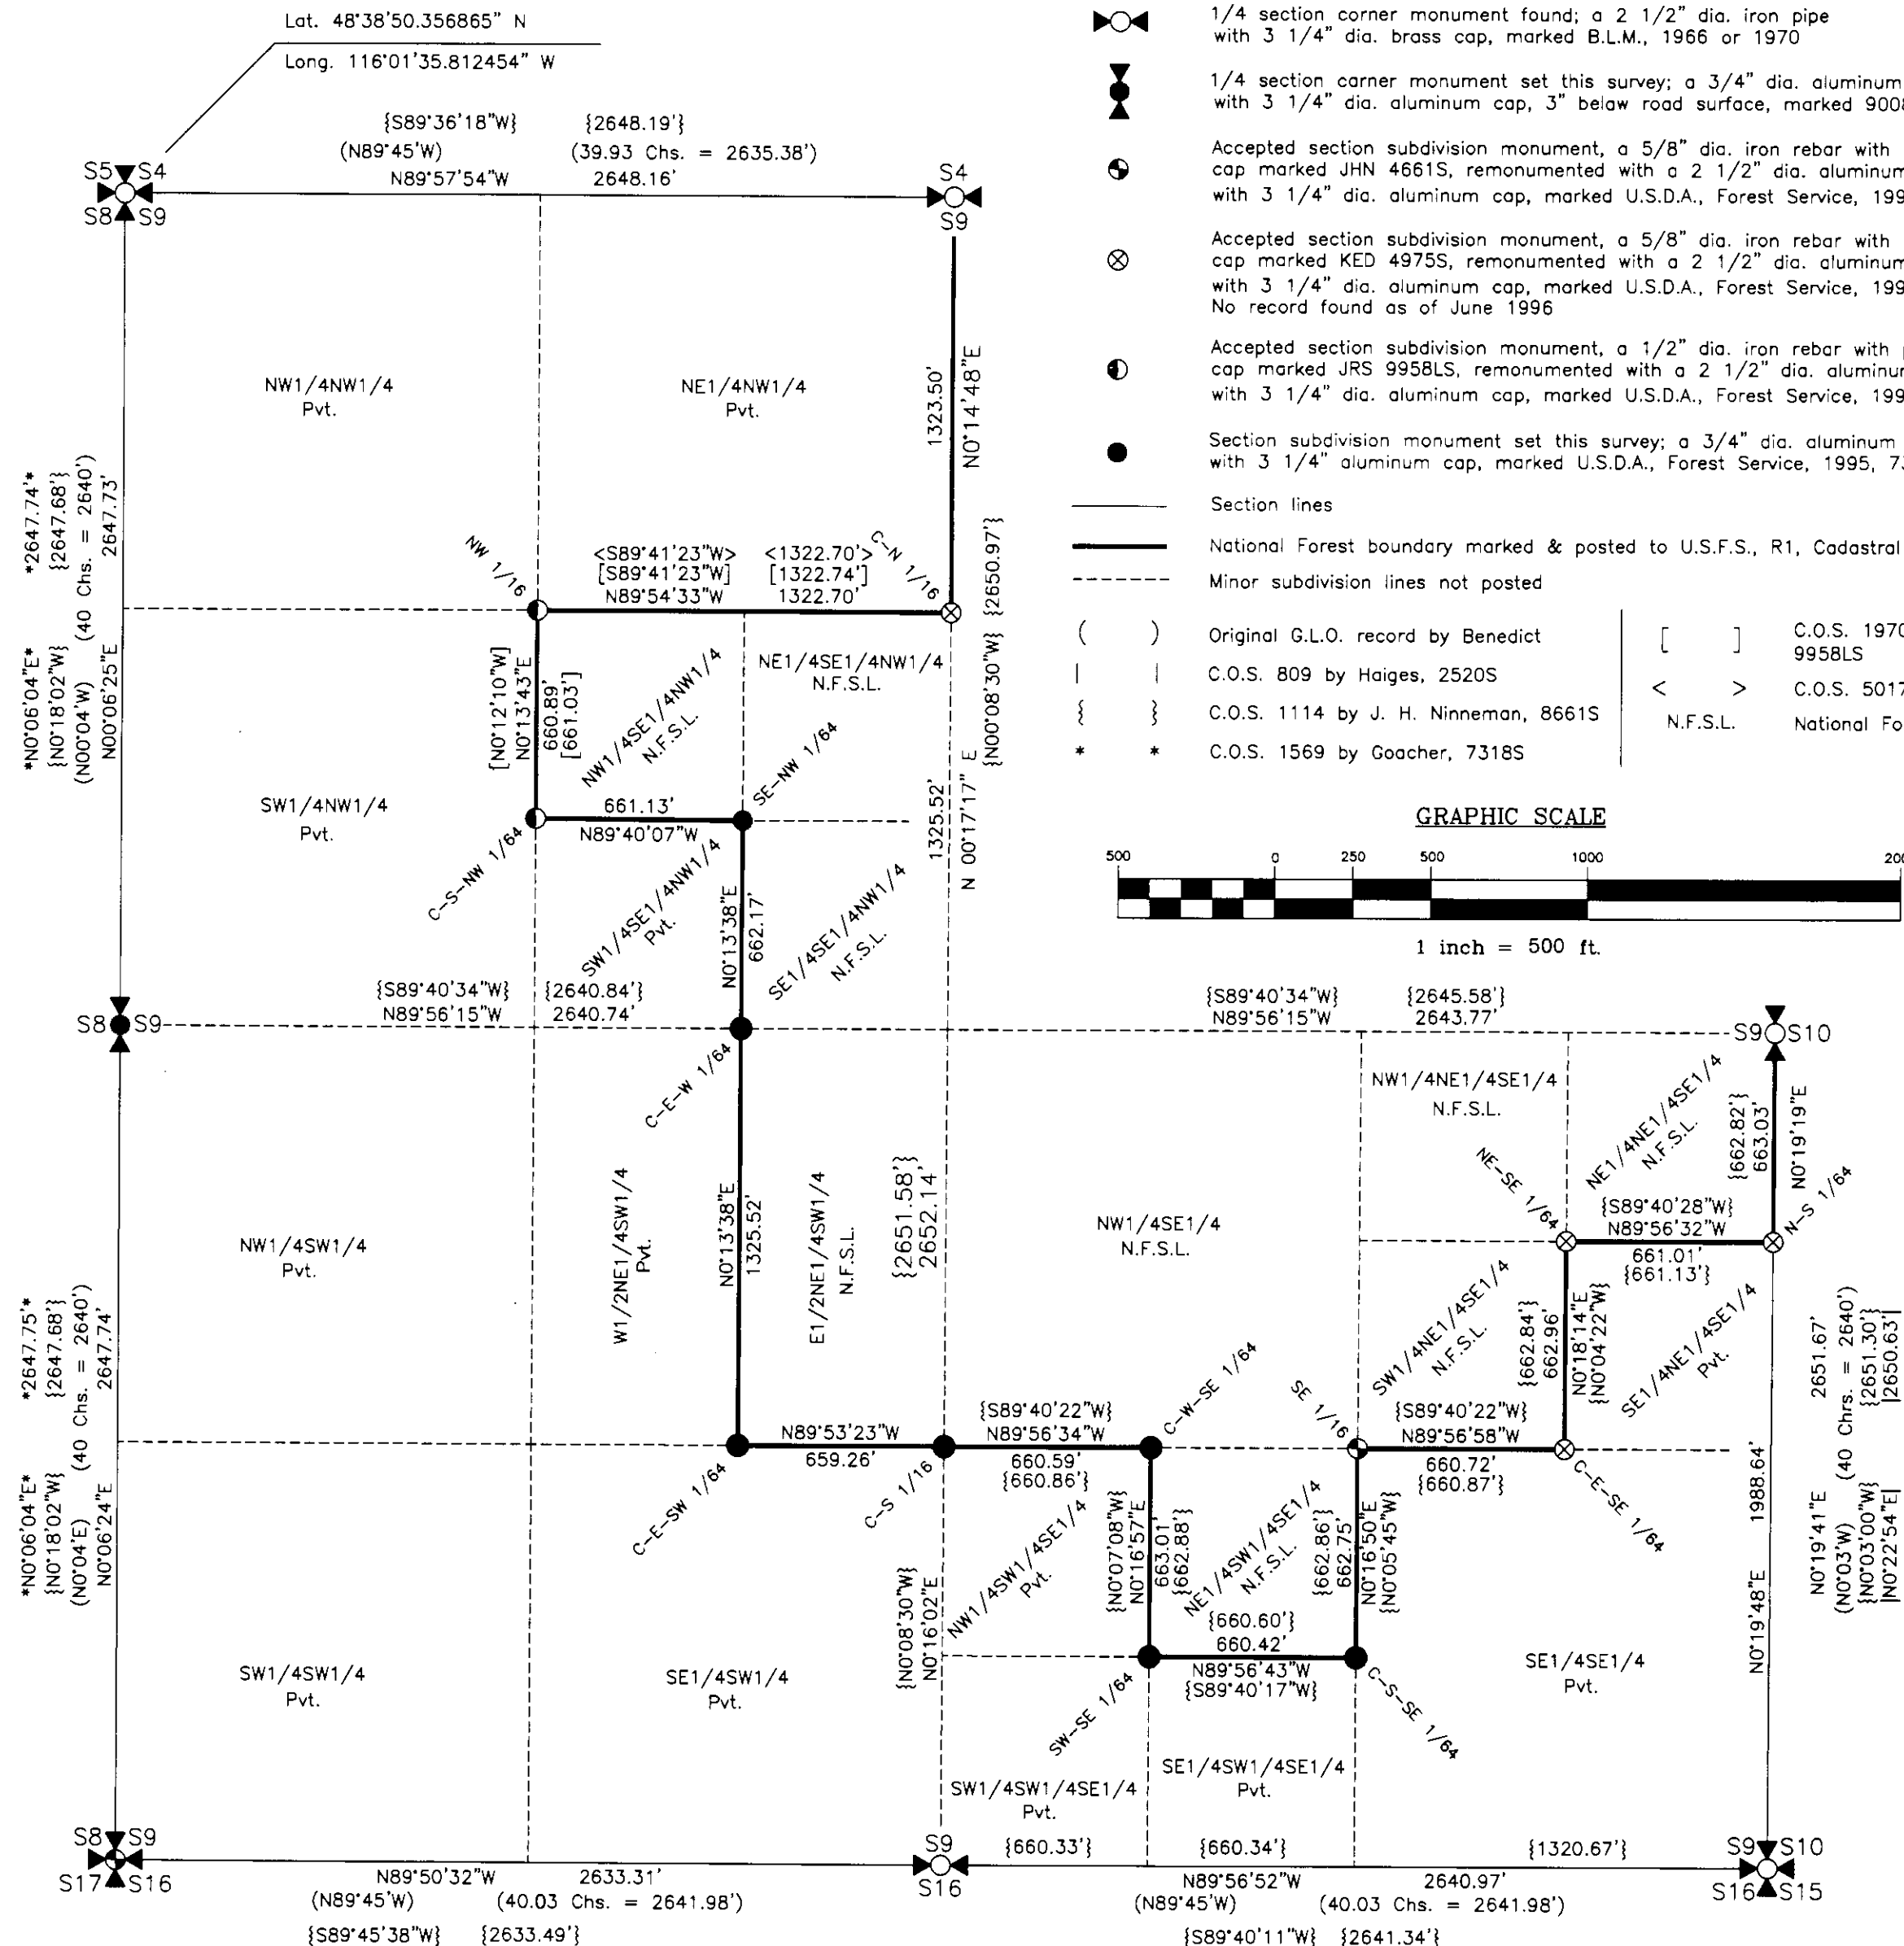 Lat. 48°38'50.356865" N
Long. 116°01'35.812454" W
{S89°36'18"W} {2648.19'}
(N89°45'W) (39.93 Chs. = 2635.38')
N89°57'54"W 2648.16'
S5 S4
S8 S9
S4
S9
NW1/4NW1/4
Pvt.
NE1/4NW1/4
Pvt.
1323.50'
N0°14'48"E
*2647.74'*
{2647.68'}
(40 Chs. = 2640')
2647.73'
*N0°06'04"E*
{N0°18'02"W}
(N00°04'W)
N00°06'25"E
NW 1/16
<S89°41'23"W> <1322.70'>
[S89°41'23"W] [1322.74']
N89°54'33"W 1322.70'
C-N 1/16
{2650.97'}
{N00°08'30"W}
[N0°12'10"W]
N0°13'43"E
660.89'
[661.03']
NW1/4SE1/4NW1/4
N.F.S.L.
NE1/4SE1/4NW1/4
N.F.S.L.
SE-NW 1/64
SW1/4NW1/4
Pvt.
661.13'
N89°40'07"W
C-S-NW 1/64
SW1/4SE1/4NW1/4
Pvt.
N0°13'38"E
662.17'
SE1/4SE1/4NW1/4
N.F.S.L.
1325.52'
N 00°17'17" E
{S89°40'34"W} {2640.84'}
N89°56'15"W 2640.74'
S8 S9
C-E-W 1/64
{S89°40'34"W} {2645.58'}
N89°56'15"W 2643.77'
S9 S10
NW1/4SW1/4
Pvt.
W1/2NE1/4SW1/4
Pvt.
N0°13'38"E
1325.52'
E1/2NE1/4SW1/4
N.F.S.L.
{2651.58'}
2652.14'
NW1/4SE1/4
N.F.S.L.
NW1/4NE1/4SE1/4
N.F.S.L.
NE1/4NE1/4SE1/4
N.F.S.L.
{662.82'}
663.03'
N0°19'19"E
NE-SE 1/64
{S89°40'28"W}
N89°56'32"W
661.01'
{661.13'}
N-S 1/64
SW1/4NE1/4SE1/4
N.F.S.L.
{662.84'}
662.96'
N0°18'14"E
{N0°04'22"W}
SE1/4NE1/4SE1/4
Pvt.
*2647.75'*
{2647.68'}
(40 Chs. = 2640')
2647.74'
*N0°06'04"E*
{N0°18'02"W}
(N0°04'E)
N0°06'24"E
C-E-SW 1/64
N89°53'23"W
659.26'
C-S 1/16
{S89°40'22"W}
N89°56'34"W
660.59'
{660.86'}
C-W-SE 1/64
SE 1/16
{S89°40'22"W}
N89°56'58"W
660.72'
{660.87'}
C-E-SE 1/64
{N0°08'30"W}
N0°16'02"E
NW1/4SW1/4SE1/4
Pvt.
{N0°07'08"W}
N0°16'57"E
663.01'
{662.88'}
NE1/4SW1/4SE1/4
N.F.S.L.
{662.86'}
662.75'
N0°16'50"E
{N0°05'45"W}
{660.60'}
660.42'
N89°56'43"W
{S89°40'17"W}
SW-SE 1/64
C-S-SE 1/64
SE1/4SE1/4
Pvt.
1988.64'
N0°19'48"E
2651.67'
(40 Chrs. = 2640')
{2651.30'}
|2650.63'|
N0°19'41"E
(N0°03'W)
{N0°03'00"W}
|N0°22'54"E|
SW1/4SW1/4
Pvt.
SE1/4SW1/4
Pvt.
SW1/4SW1/4SE1/4
Pvt.
SE1/4SW1/4SE1/4
Pvt.
{660.33'} {660.34'} {1320.67'}
S8 S9
S17 S16
S9
S16
S9 S10
S16 S15
N89°50'32"W 2633.31'
(N89°45'W) (40.03 Chs. = 2641.98')
{S89°45'38"W} {2633.49'}
N89°56'52"W 2640.97'
(N89°45'W) (40.03 Chs. = 2641.98')
{S89°40'11"W} {2641.34'}
1/4 section corner monument found; a 2 1/2" dia. iron pipe
with 3 1/4" dia. brass cap, marked B.L.M., 1966 or 1970
1/4 section corner monument set this survey; a 3/4" dia. aluminum
with 3 1/4" dia. aluminum cap, 3" below road surface, marked 900
Accepted section subdivision monument, a 5/8" dia. iron rebar with
cap marked JHN 4661S, remonumented with a 2 1/2" dia. aluminum
with 3 1/4" dia. aluminum cap, marked U.S.D.A., Forest Service, 199
Accepted section subdivision monument, a 5/8" dia. iron rebar with
cap marked KED 4975S, remonumented with a 2 1/2" dia. aluminum
with 3 1/4" dia. aluminum cap, marked U.S.D.A., Forest Service, 199
No record found as of June 1996
Accepted section subdivision monument, a 1/2" dia. iron rebar with
cap marked JRS 9958LS, remonumented with a 2 1/2" dia. aluminum
with 3 1/4" dia. aluminum cap, marked U.S.D.A., Forest Service, 199
Section subdivision monument set this survey; a 3/4" dia. aluminum
with 3 1/4" aluminum cap, marked U.S.D.A., Forest Service, 1995, 7
Section lines
National Forest boundary marked & posted to U.S.F.S., R1, Cadastral
Minor subdivision lines not posted
( ) Original G.L.O. record by Benedict
| | C.O.S. 809 by Haiges, 2520S
{ } C.O.S. 1114 by J. H. Ninneman, 8661S
* * C.O.S. 1569 by Goacher, 7318S
[ ] C.O.S. 1970
9958LS
< > C.O.S. 5017
N.F.S.L. National Fo
GRAPHIC SCALE
500 0 250 500 1000 200
1 inch = 500 ft.